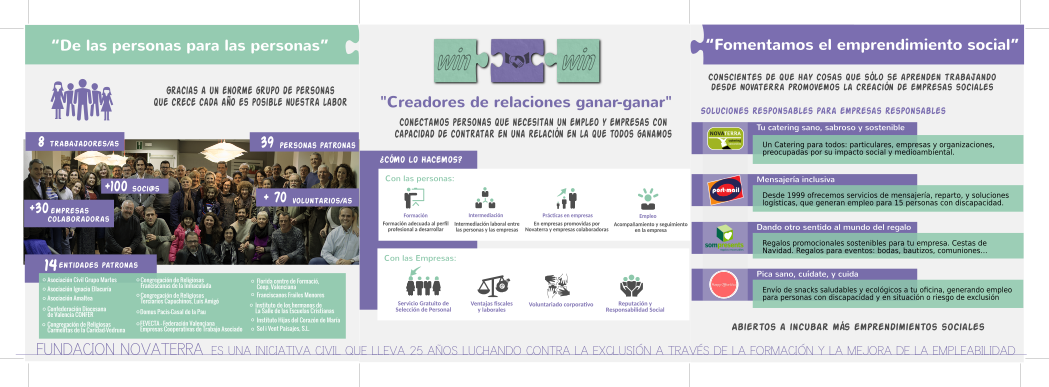 “De las personas para las personas”
GRACIAS A UN ENORME GRUPO DE PERSONAS
QUE CRECE CADA AÑO ES POSIBLE NUESTRA LABOR
8 TRABAJADORES/AS
39 PERSONAS PATRONAS
+100 SOCI@S
+ 70 VOLUNTARIOS/AS
+30 EMPRESAS
COLABORADORAS
14 ENTIDADES PATRONAS
Asociación Civil Grupo Martes
Asociación Ignacio Ellacuría
Asociación Amaltea
Confederación Diocesana
de Valencia CONFER
Congregación de Religiosas
Carmelitas de la Caridad-Vedruna
Congregación de Religiosas
Franciscanas de la Inmaculada
Congregación de Religiosos
Terciarios Capuchinos, Luis Amigó
Domus Pacis-Canal de la Pau
FEVECTA - Federación Valenciana
Empresas Cooperativas de Trabajo Asociado
Florida centre de formació,
Coop. Valenciana
Franciscanos Frailes Menores
Instituto de los hermanos de
La Salle de las Escuelas Cristianas
Instituto Hijas del Corazón de María
Sol i Vent Paisajes, S.L.
win
win
"Creadores de relaciones ganar-ganar"
CONECTAMOS PERSONAS QUE NECESITAN UN EMPLEO Y EMPRESAS CON
CAPACIDAD DE CONTRATAR EN UNA RELACIÓN EN LA QUE TODOS GANAMOS
¿CÓMO LO HACEMOS?
Con las personas:
Formación
Formación adecuada al perfil
profesional a desarrollar
Intermediación
Intermediación laboral entre
las personas y las empresas
Prácticas en empresas
En empresas promovidas por
Novaterra y empresas colaboradoras
Empleo
Acompañamiento y seguimiento
en la empresa
Con las Empresas:
Servicio Gratuito de
Selección de Personal
Ventajas fiscales
y laborales
Voluntariado corporativo
Reputación y
Responsabilidad Social
“Fomentamos el emprendimiento social”
CONSCIENTES DE QUE HAY COSAS QUE SÓLO SE APRENDEN TRABAJANDO
DESDE NOVATERRA PROMOVEMOS LA CREACIÓN DE EMPRESAS SOCIALES
SOLUCIONES RESPONSABLES PARA EMPRESAS RESPONSABLES
NOVATERRA
Tu catering sano, sabroso y sostenible
Un Catering para todos: particulares, empresas y organizaciones,
preocupadas por su impacto social y medioambiental.
post-mail
Mensajería inclusiva
Desde 1999 ofrecemos servicios de mensajería, reparto, y soluciones
logísticas, que generan empleo para 15 personas con discapacidad.
Dando otro sentido al mundo del regalo
Regalos promocionales sostenibles para tu empresa. Cestas de
Navidad. Regalos para eventos: bodas, bautizos, comuniones...
Pica sano, cuídate, y cuida
Envío de snacks saludables y ecológicos a tu oficina, generando empleo
para personas con discapacidad y en situación o riesgo de exclusión
ABIERTOS A INCUBAR MÁS EMPRENDIMIENTOS SOCIALES
FUNDACION NOVATERRA ES UNA INICIATIVA CIVIL QUE LLEVA 25 AÑOS LUCHANDO CONTRA LA EXCLUSIÓN A TRAVÉS DE LA FORMACIÓN Y LA MEJORA DE LA EMPLEABILIDAD